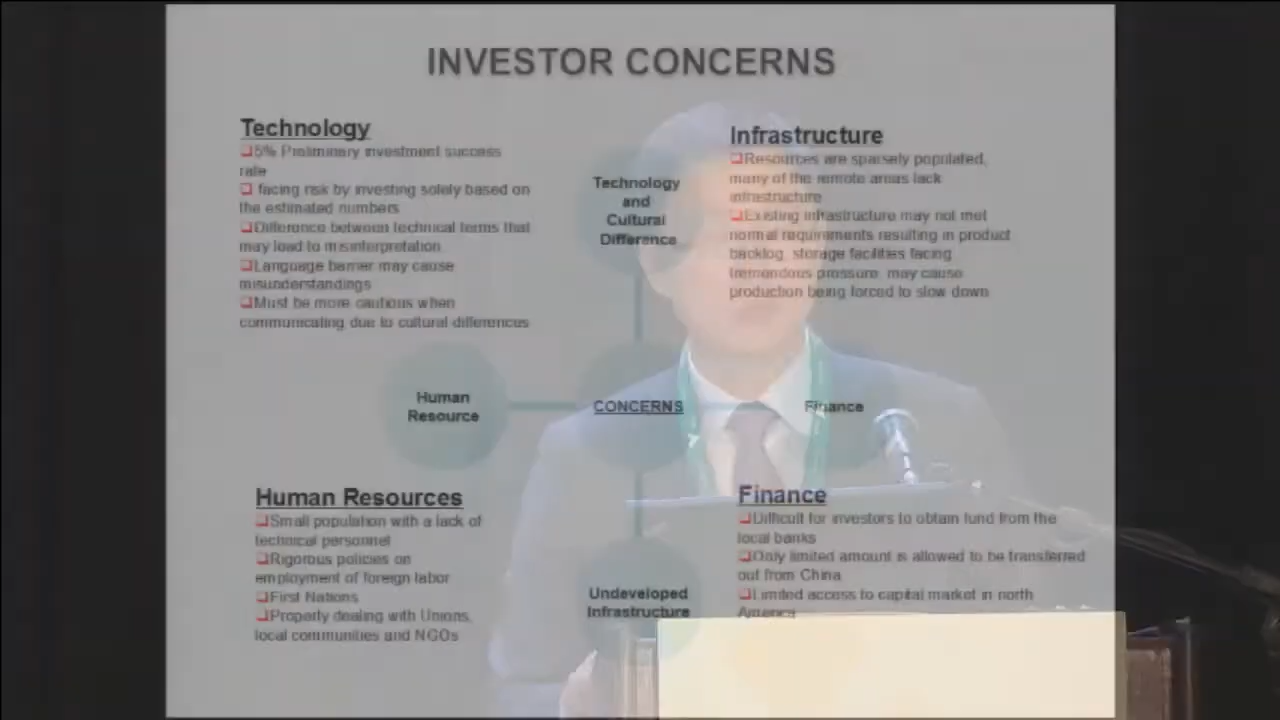 INVESTOR CONCERNS
Technology
5% Preliminary investment success
rate
facing risk by investing solely based on
the estimated numbers
Difference between technical terms that
may lead to misinterpretation
Language barrier may cause
misunderstandings
Must be more cautious when
communicating due to cultural differences
Technology
and
Cultural
Difference
Infrastructure
Resources are sparsely populated,
many of the remote areas lack
infrastructure
Existing infrastructure may not met
normal requirements resulting in product
backlog, storage facilities facing
tremendous pressure, may cause
production being forced to slow down
Human
Resource
CONCERNS
Finance
Human Resources
Small population with a lack of
technical personnel
Rigorous policies on
employment of foreign labor
First Nations
Properly dealing with Unions,
local communities and NGOs
Undeveloped
Infrastructure
Finance
Difficult for investors to obtain fund from the
local banks
Only limited amount is allowed to be transferred
out from China
Limited access to capital market in north
America